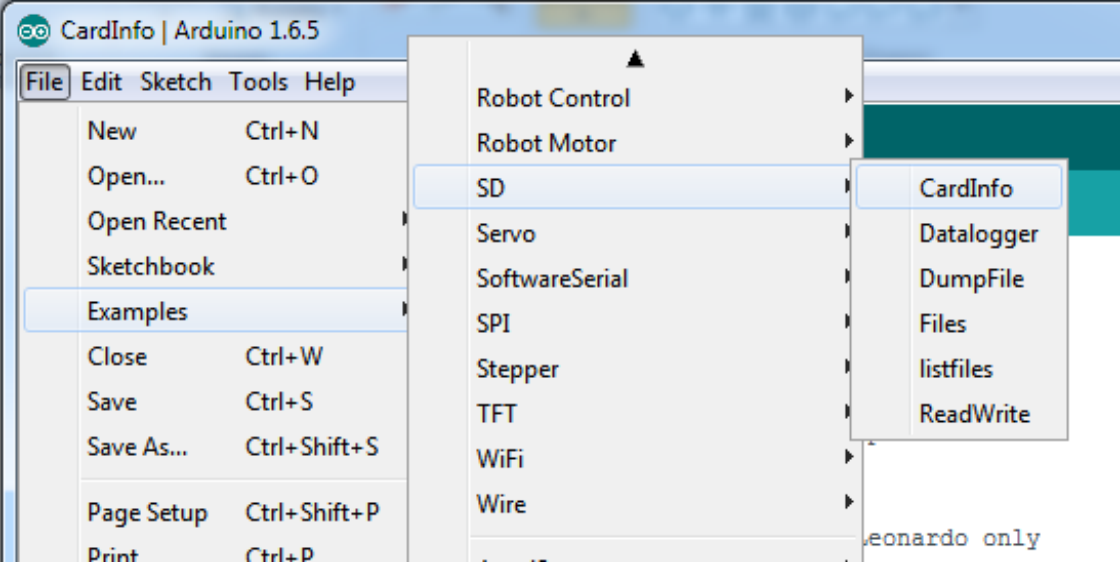 CardInfo | Arduino 1.6.5
File Edit Sketch Tools Help
New Ctrl+N
Open... Ctrl+O
Open Recent
Sketchbook
Examples
Close Ctrl+W
Save Ctrl+S
Save As... Ctrl+Shift+S
Page Setup Ctrl+Shift+P
Print Ctrl+P
Robot Control
Robot Motor
SD
Servo
SoftwareSerial
SPI
Stepper
TFT
WiFi
Wire
CardInfo
Datalogger
DumpFile
Files
listfiles
ReadWrite
eonardo only